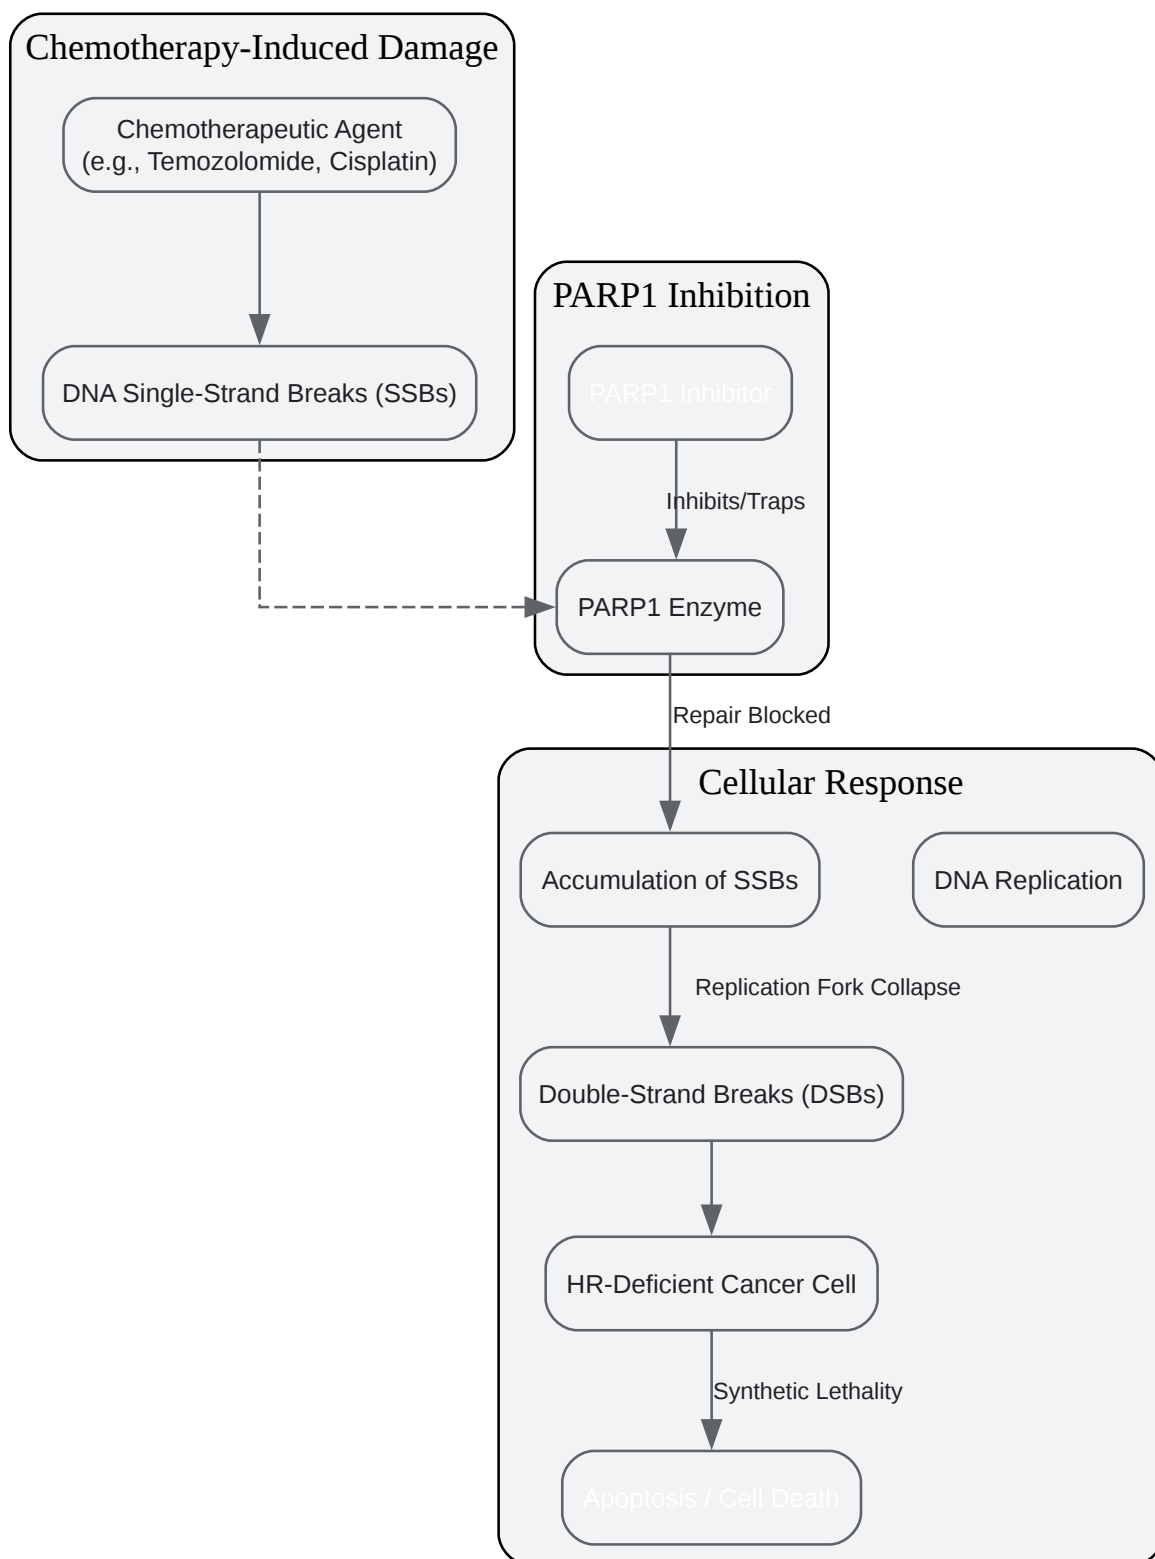 Chemotherapy-Induced Damage
Chemotherapeutic Agent
(e.g., Temozolomide, Cisplatin)
DNA Single-Strand Breaks (SSBs)
PARP1 Inhibition
PARP1 Inhibitor
Inhibits/Traps
PARP1 Enzyme
Repair Blocked
Cellular Response
Accumulation of SSBs
DNA Replication
Replication Fork Collapse
Double-Strand Breaks (DSBs)
HR-Deficient Cancer Cell
Synthetic Lethality
Apoptosis / Cell Death